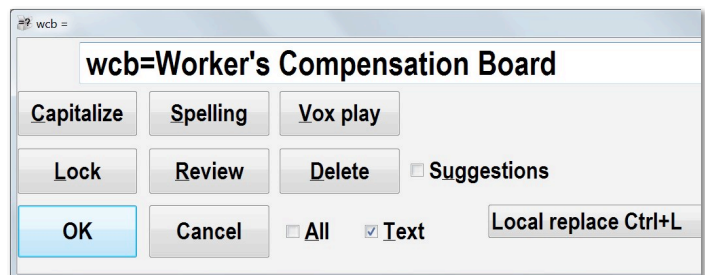 =? wcb =
wcb=Worker's Compensation Board
Capitalize Spelling Vox play
Lock Review Delete Suggestions
OK Cancel All Text Local replace Ctrl+L